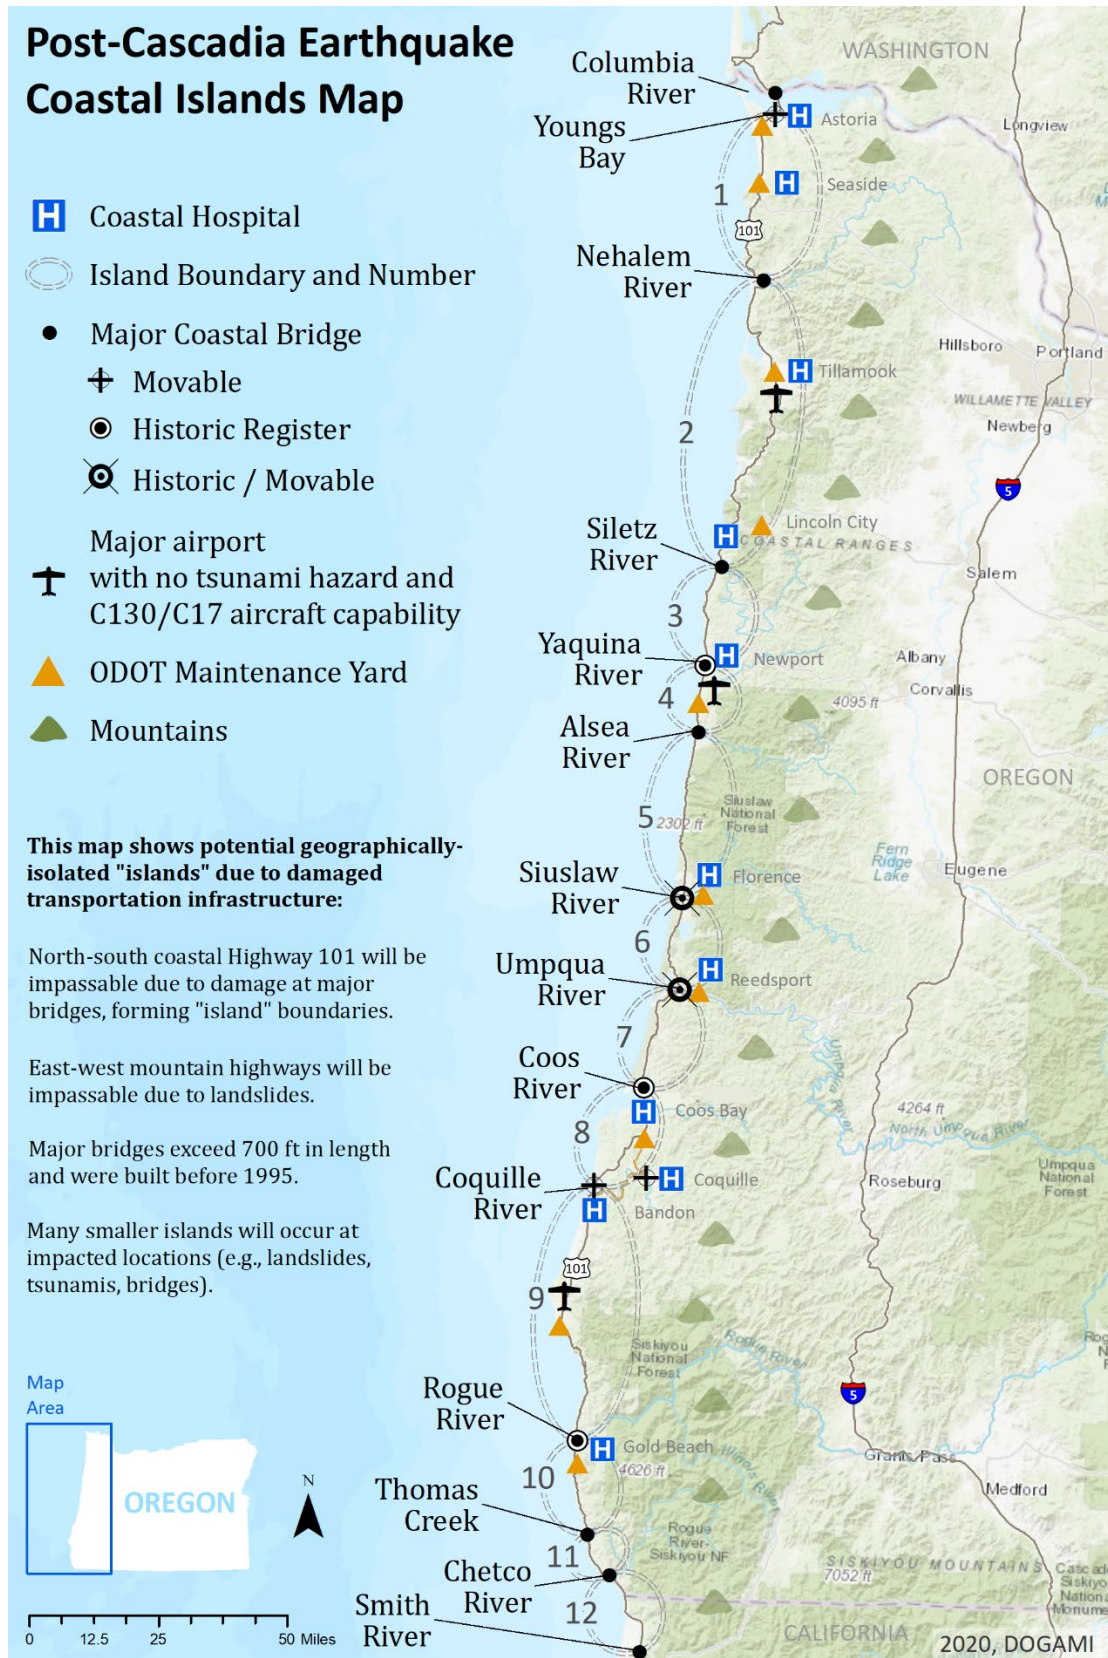 Post-Cascadia Earthquake
Coastal Islands Map
H Coastal Hospital
Island Boundary and Number
Major Coastal Bridge
Movable
Historic Register
Historic / Movable
Major airport
with no tsunami hazard and
C130/C17 aircraft capability
ODOT Maintenance Yard
Mountains
This map shows potential geographically-
isolated "islands" due to damaged
transportation infrastructure:
North-south coastal Highway 101 will be
impassable due to damage at major
bridges, forming "island" boundaries.
East-west mountain highways will be
impassable due to landslides.
Major bridges exceed 700 ft in length
and were built before 1995.
Many smaller islands will occur at
impacted locations (e.g., landslides,
tsunamis, bridges).
Map
Area
OREGON
N
0 12.5 25 50 Miles
WASHINGTON
Columbia
River
Youngs
Bay
H Astoria
Longview
1
H Seaside
101
Nehalem
River
Hillsboro
Portland
H Tillamook
WILLAMETTE VALLEY
Newberg
2
5
Lincoln City
Siletz
River
H
COASTAL RANGES
Salem
3
Yaquina
River
H Newport
Albany
Corvallis
4
4095 ft
Alsea
River
OREGON
5
2302 ft
Siuslaw
National
Forest
Fern
Ridge
Lake
Eugene
Siuslaw
River
H Florence
6
Umpqua
River
H Reedsport
7
Umpqua River
Coos
River
H Coos Bay
4264 ft
North Umpqua River
8
Coquille
River
H Coquille
Roseburg
Umpqua
National
Forest
H Bandon
101
9
Siskiyou
National
Forest
Rogue River
5
Rogue
River
H Gold Beach
Illinois River
Grants Pass
4626 ft
Medford
10
Thomas
Creek
Rogue
River-
Siskiyou NF
11
SISKIYOU MOUNTAINS
7052 ft
Chetco
River
12
Smith
River
CALIFORNIA
2020, DOGAMI